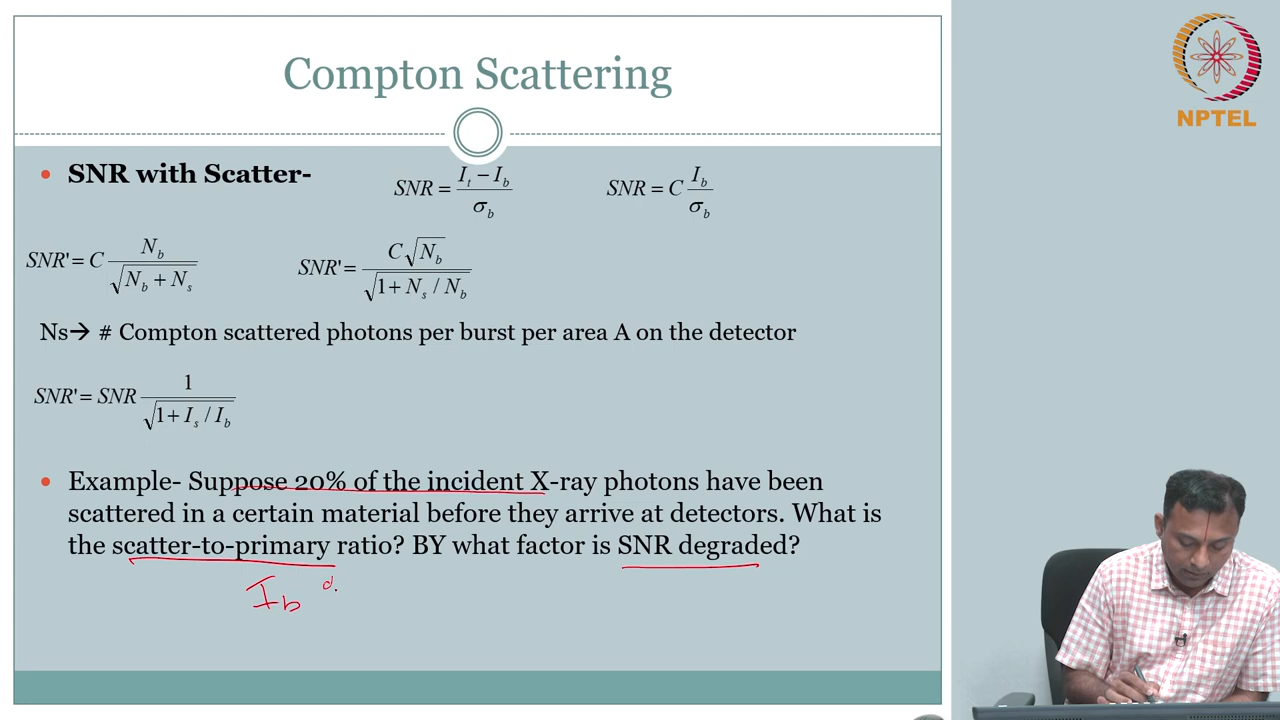 Compton Scattering
NPTEL
• SNR with Scatter-
SNR = (I_t − I_b) / σ_b
SNR = C I_b / σ_b
SNR' = C N_b / √(N_b + N_s)
SNR' = C√N_b / √(1 + N_s / N_b)
Ns→ # Compton scattered photons per burst per area A on the detector
SNR' = SNR 1 / √(1 + I_s / I_b)
• Example- Suppose 20% of the incident X-ray photons have been
scattered in a certain material before they arrive at detectors. What is
the scatter-to-primary ratio? BY what factor is SNR degraded?
I_b